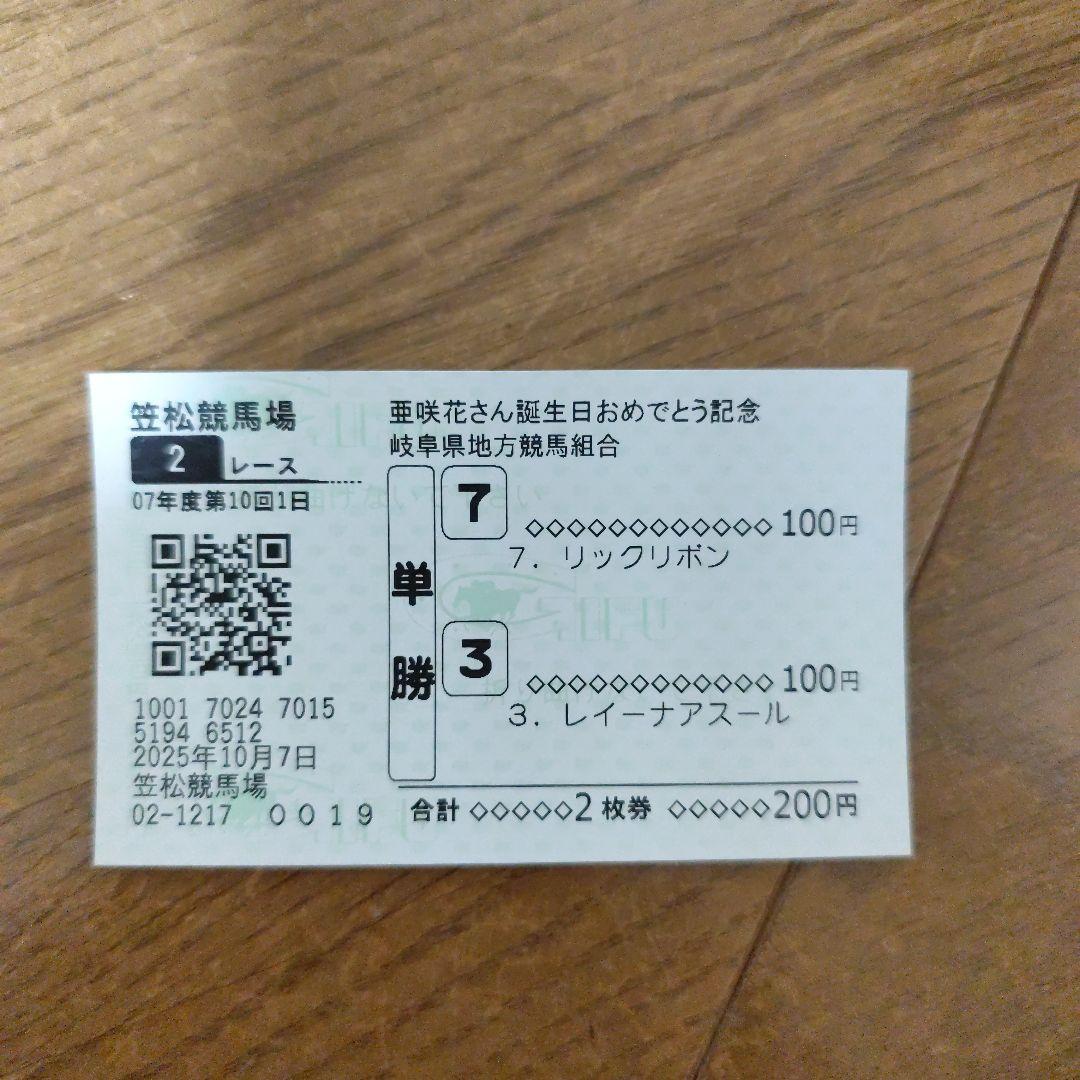 笠松競馬場
2 レース
07年度第10回1日
1001 7024 7015
5194 6512
2025年10月7日
笠松競馬場
02-1217 0019
亜咲花さん誕生日おめでとう記念
岐阜県地方競馬組合
単勝
7 ◇◇◇◇◇◇◇◇◇◇◇◇ 100円
7. リックリボン
3 ◇◇◇◇◇◇◇◇◇◇◇◇ 100円
3. レイーナアスール
合計 ◇◇◇◇◇2枚券 ◇◇◇◇◇200円